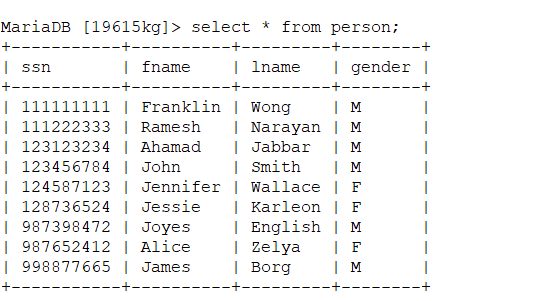 MariaDB [19615kg]> select * from person;
+-----------+----------+---------+--------+
| ssn       | fname    | lname   | gender |
+-----------+----------+---------+--------+
| 111111111 | Franklin | Wong    | M      |
| 111222333 | Ramesh   | Narayan | M      |
| 123123234 | Ahamad   | Jabbar  | M      |
| 123456784 | John     | Smith   | M      |
| 124587123 | Jennifer | Wallace | F      |
| 128736524 | Jessie   | Karleon | F      |
| 987398472 | Joyes    | English | M      |
| 987652412 | Alice    | Zelya   | F      |
| 998877665 | James    | Borg    | M      |
+-----------+----------+---------+--------+